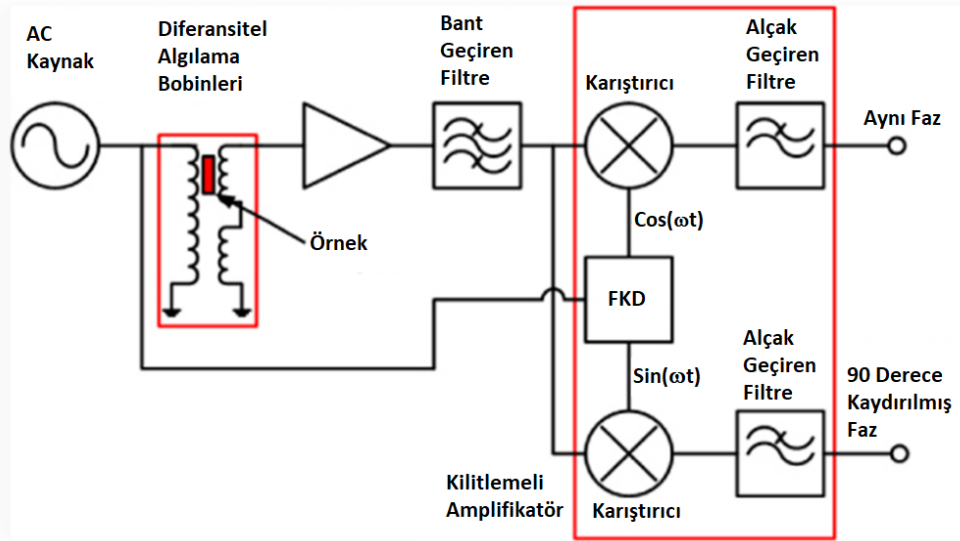 AC
Kaynak
Diferansitel
Algılama
Bobinleri
Bant
Geçiren
Filtre
Karıştırıcı
Alçak
Geçiren
Filtre
Aynı Faz
Örnek
Cos(ωt)
FKD
Sin(ωt)
Alçak
Geçiren
Filtre
90 Derece
Kaydırılmış
Faz
Kilitlemeli
Amplifikatör
Karıştırıcı